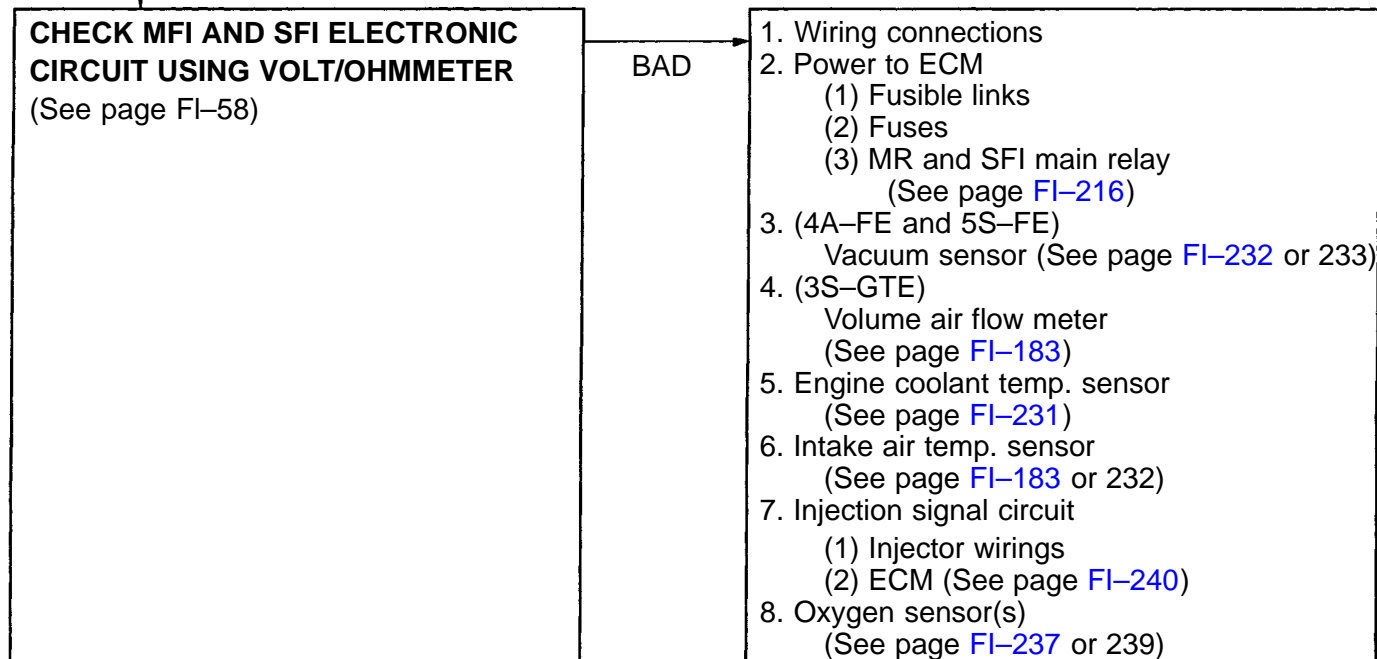 CHECK MFI AND SFI ELECTRONIC
CIRCUIT USING VOLT/OHMMETER
(See page FI–58)
BAD
1. Wiring connections
2. Power to ECM
(1) Fusible links
(2) Fuses
(3) MR and SFI main relay
(See page FI–216)
3. (4A–FE and 5S–FE)
Vacuum sensor (See page FI–232 or 233)
4. (3S–GTE)
Volume air flow meter
(See page FI–183)
5. Engine coolant temp. sensor
(See page FI–231)
6. Intake air temp. sensor
(See page FI–183 or 232)
7. Injection signal circuit
(1) Injector wirings
(2) ECM (See page FI–240)
8. Oxygen sensor(s)
(See page FI–237 or 239)